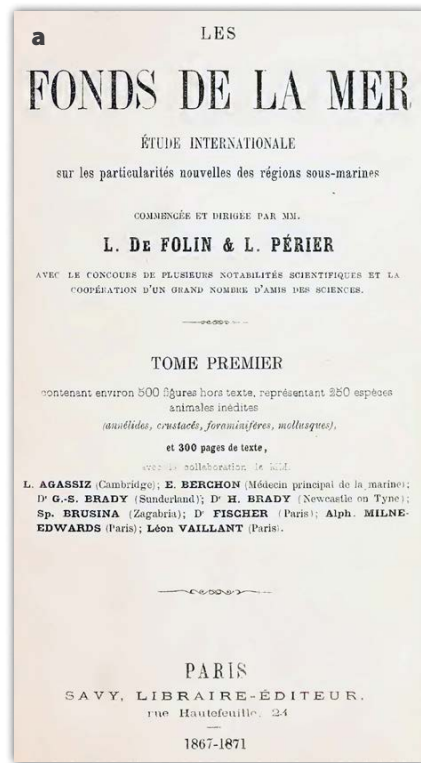 a
LES
FONDS DE LA MER
ÉTUDE INTERNATIONALE
sur les particularités nouvelles des régions sous-marines
COMMENCÉE ET DIRIGÉE PAR MM.
L. DE FOLIN & L. PÉRIER
AVEC LE CONCOURS DE PLUSIEURS NOTABILITÉS SCIENTIFIQUES ET LA
COOPÉRATION D'UN GRAND NOMBRE D'AMIS DES SCIENCES.
TOME PREMIER
contenant environ 500 figures hors texte, représentant 250 espèces
animales inédites
(annélides, crustacés, foraminifères, mollusques),
et 300 pages de texte,
avec la collaboration de MM.
L. AGASSIZ (Cambridge); E. BERCHON (Médecin principal de la marine);
Dr G.-S. BRADY (Sunderland); Dr H. BRADY (Newcastle on Tyne);
Sp. BRUSINA (Zagabria); Dr FISCHER (Paris); Alph. MILNE-
EDWARDS (Paris); Léon VAILLANT (Paris).
PARIS
SAVY, LIBRAIRE-ÉDITEUR.
rue Hautefeuille, 24
1867-1871